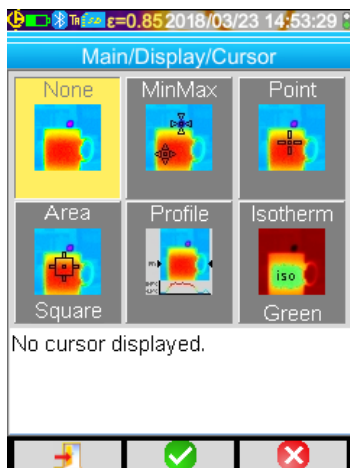 ε=0.85 2018/03/23 14:53:29
Main/Display/Cursor
None MinMax Point
Area Profile Isotherm
iso
Square Green
No cursor displayed.